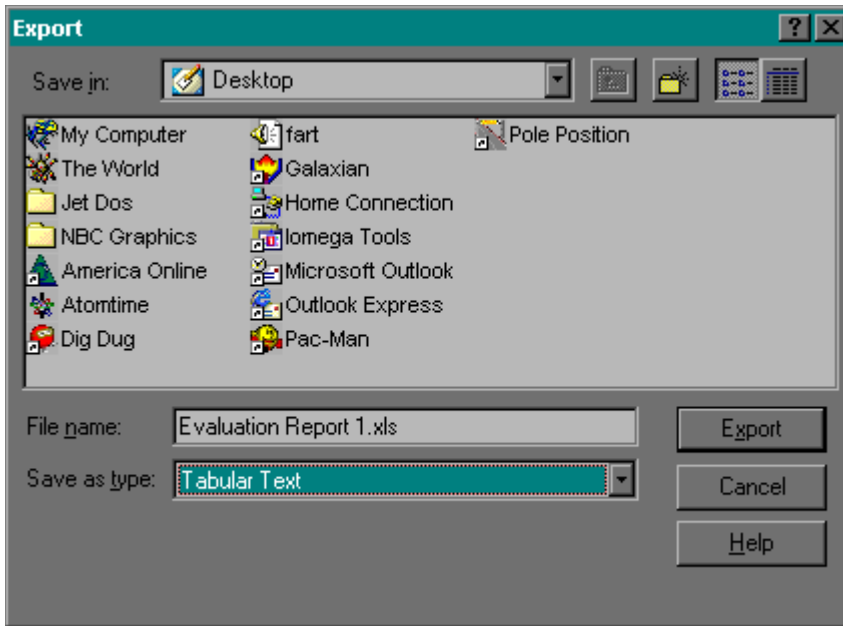 Export
Save in: Desktop
My Computer
The World
Jet Dos
NBC Graphics
America Online
Atomtime
Dig Dug
fart
Galaxian
Home Connection
Iomega Tools
Microsoft Outlook
Outlook Express
Pac-Man
Pole Position
File name: Evaluation Report 1.xls
Export
Save as type: Tabular Text
Cancel
Help